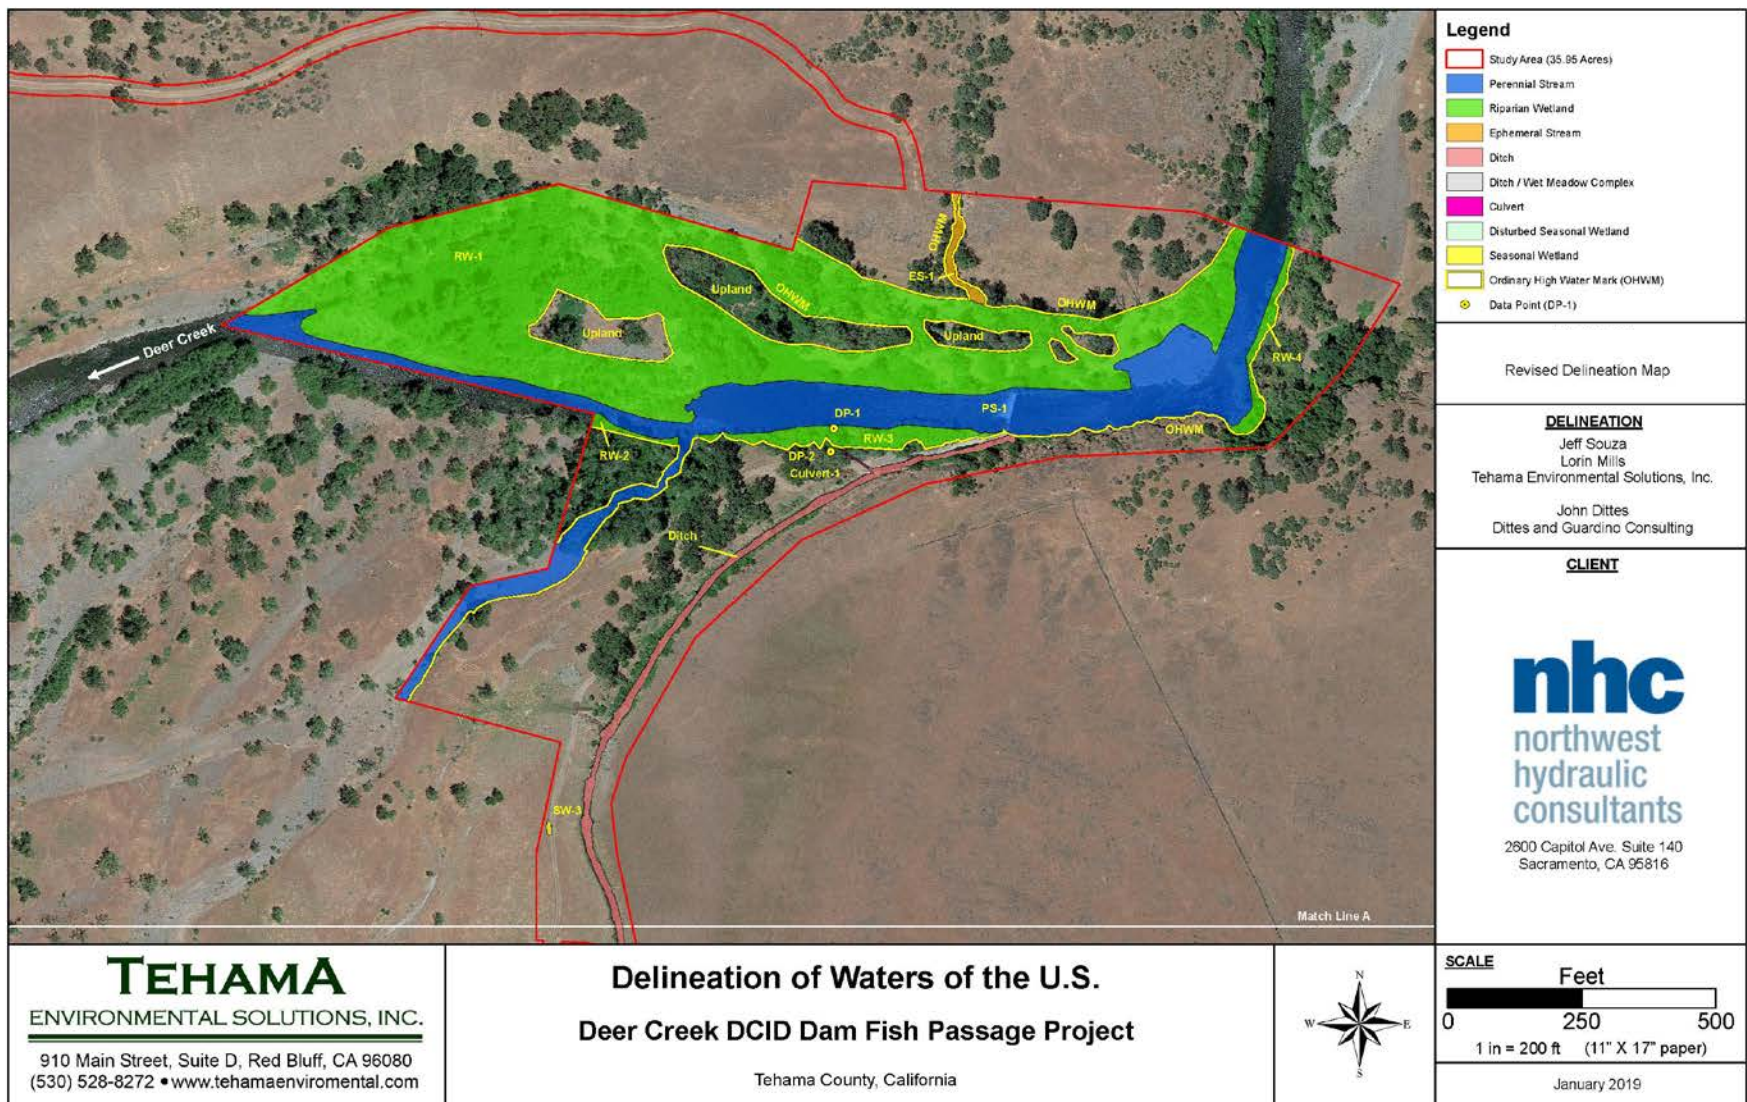 Legend
Study Area (35.95 Acres)
Perennial Stream
Riparian Wetland
Ephemeral Stream
Ditch
Ditch / Wet Meadow Complex
Culvert
Disturbed Seasonal Wetland
Seasonal Wetland
Ordinary High Water Mark (OHWM)
Data Point (DP-1)
Revised Delineation Map
DELINEATION
Jeff Souza
Lorin Mills
Tehama Environmental Solutions, Inc.
John Dittes
Dittes and Guardino Consulting
CLIENT
nhc
northwest
hydraulic
consultants
2600 Capitol Ave. Suite 140
Sacramento, CA 95816
SCALE
Feet
0 250 500
1 in = 200 ft (11" X 17" paper)
January 2019
RW-1
OHWM
ES-1
Upland
OHWM
OHWM
Upland
Upland
RW-4
Deer Creek
PS-1
DP-1
OHWM
RW-3
RW-2
DP-2
Culvert-1
Ditch
SW-3
Match Line A
TEHAMA
ENVIRONMENTAL SOLUTIONS, INC.
910 Main Street, Suite D, Red Bluff, CA 96080
(530) 528-8272 • www.tehamaenviromental.com
Delineation of Waters of the U.S.
Deer Creek DCID Dam Fish Passage Project
Tehama County, California
N
W E
S